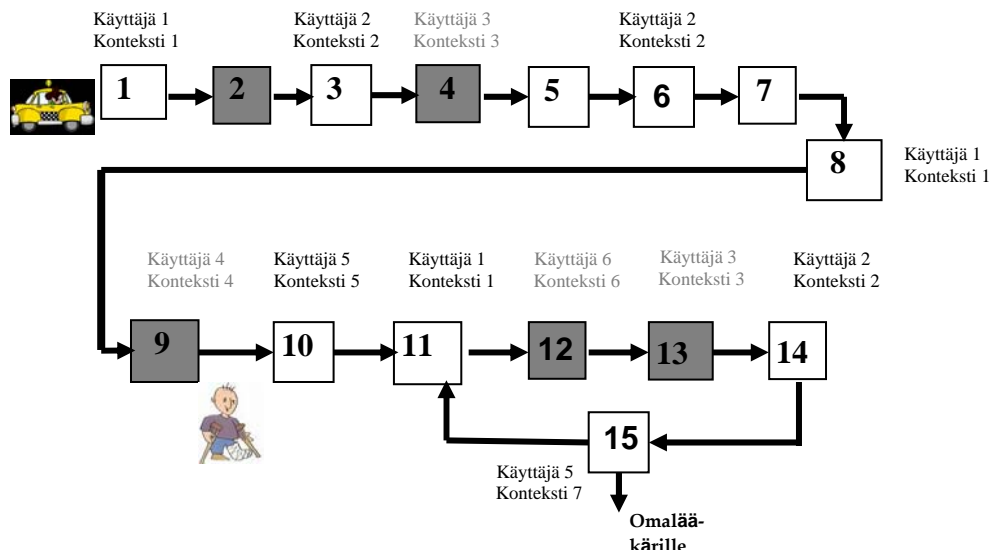 Käyttäjä 1
Konteksti 1
Käyttäjä 2
Konteksti 2
Käyttäjä 3
Konteksti 3
Käyttäjä 2
Konteksti 2
1
2
3
4
5
6
7
8
Käyttäjä 1
Konteksti 1
Käyttäjä 4
Konteksti 4
Käyttäjä 5
Konteksti 5
Käyttäjä 1
Konteksti 1
Käyttäjä 6
Konteksti 6
Käyttäjä 3
Konteksti 3
Käyttäjä 2
Konteksti 2
9
10
11
12
13
14
15
Käyttäjä 5
Konteksti 7
Omalää-
kärille